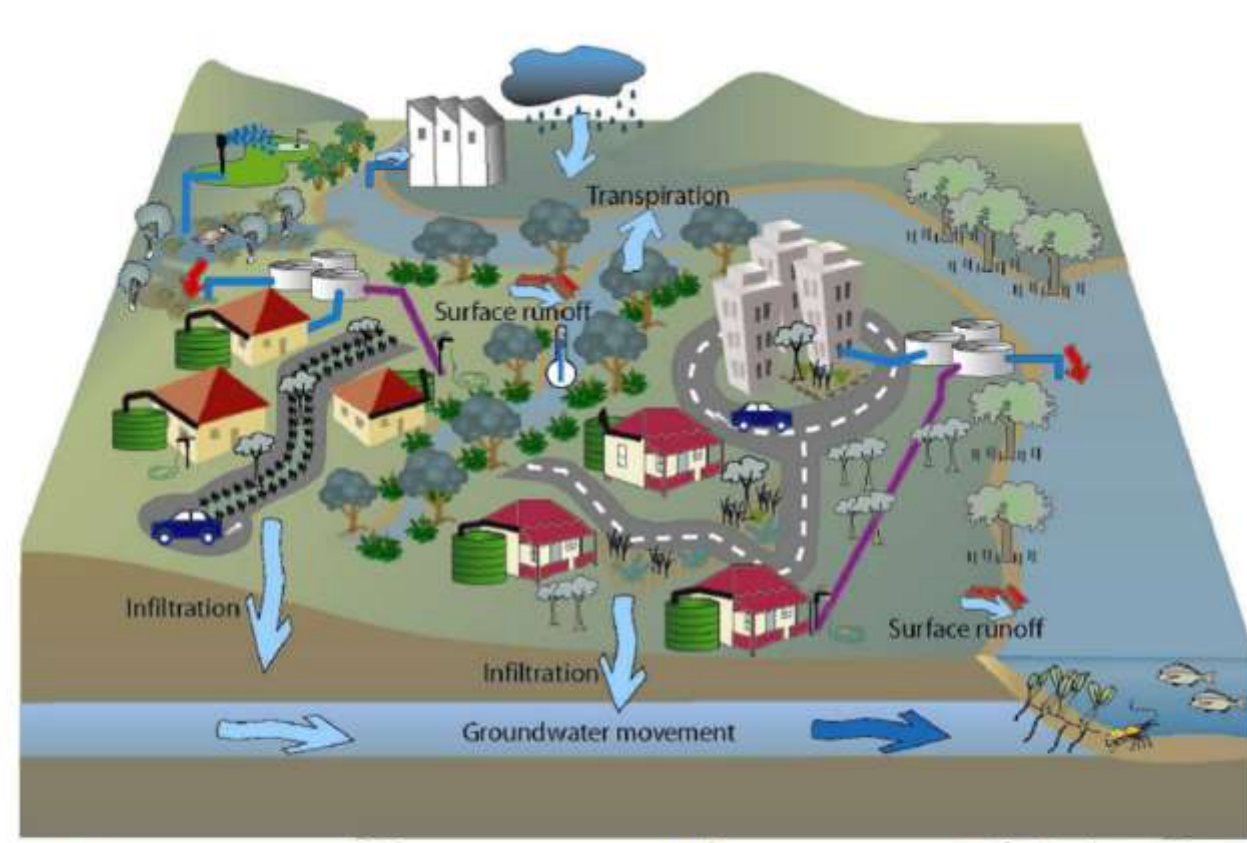 Transpiration
Surface runoff
Infiltration
Surface runoff
Infiltration
Groundwater movement